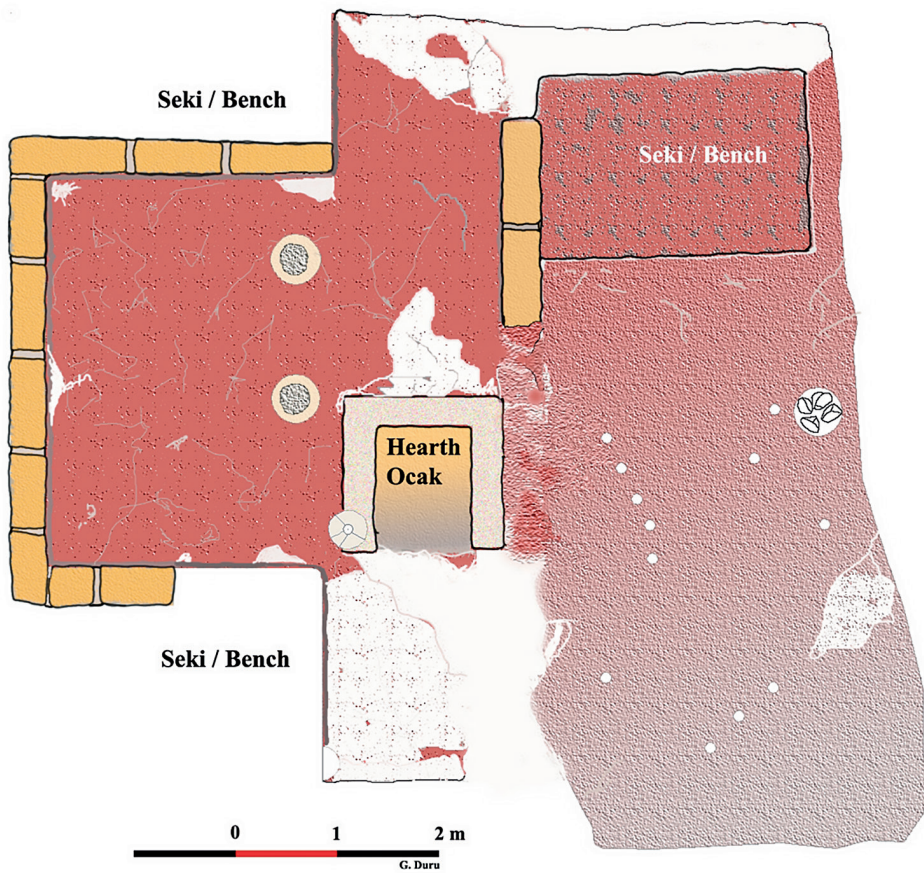 Seki / Bench
Seki / Bench
Hearth
Ocak
Seki / Bench
0 1 2 m
G. Duru